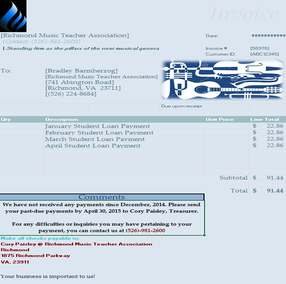 Invoice
[Richmond Music Teacher Association]
Date: ***********
[Contact: (526)-981-2600]
Invoice #: [50376]
Standing firm as the pillars of the next musical genera
Customer ID [ABC12345]
To: [Bradley Barmherzog]
[Richmond Music Teacher Association]
[741 Abington Road]
[Richmond, VA 23711]
[(526) 224-8684]
Due upon receipt
Qty Description Unit Price Line Total
January Student Loan Payment $ 22.86
February Student Loan Payment $ 22.86
March Student Loan Payment $ 22.86
April Student Loan Payment $ 22.86
Subtotal $ 91.44
Total $ 91.44
Comments
We have not received any payments since December, 2014. Please send
your past-due payments by April 30, 2015 to Cory Paisley, Treasurer.
For any difficulties or inquiries you may have pertaining to your
payment, you can contact us at (526)-981-2600
Make all checks payable to:
Cory Paisley @ Richmond Music Teacher Association
Richmond
1875 Richmond Parkway
VA, 23911
Your business is important to us!